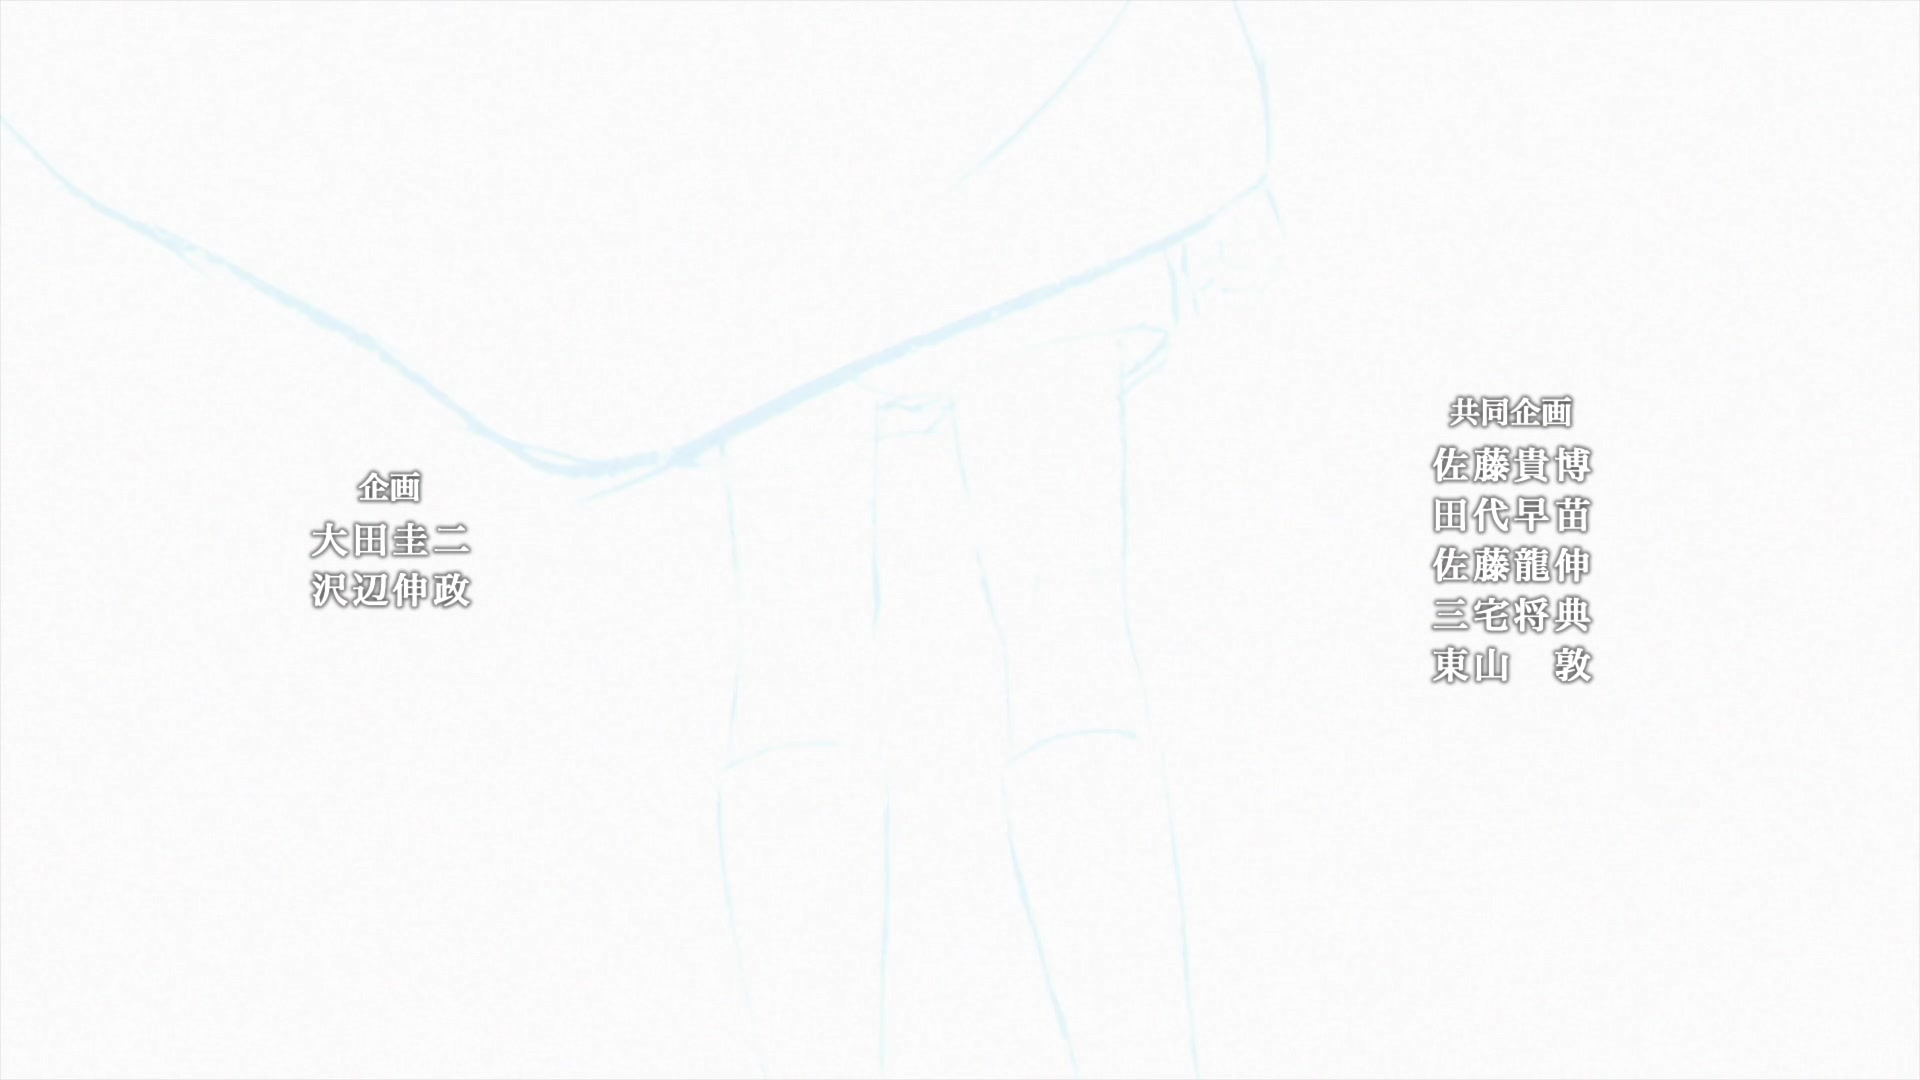 企画
大田圭二
沢辺伸政
共同企画
佐藤貴博
田代早苗
佐藤龍伸
三宅将典
東山　敦